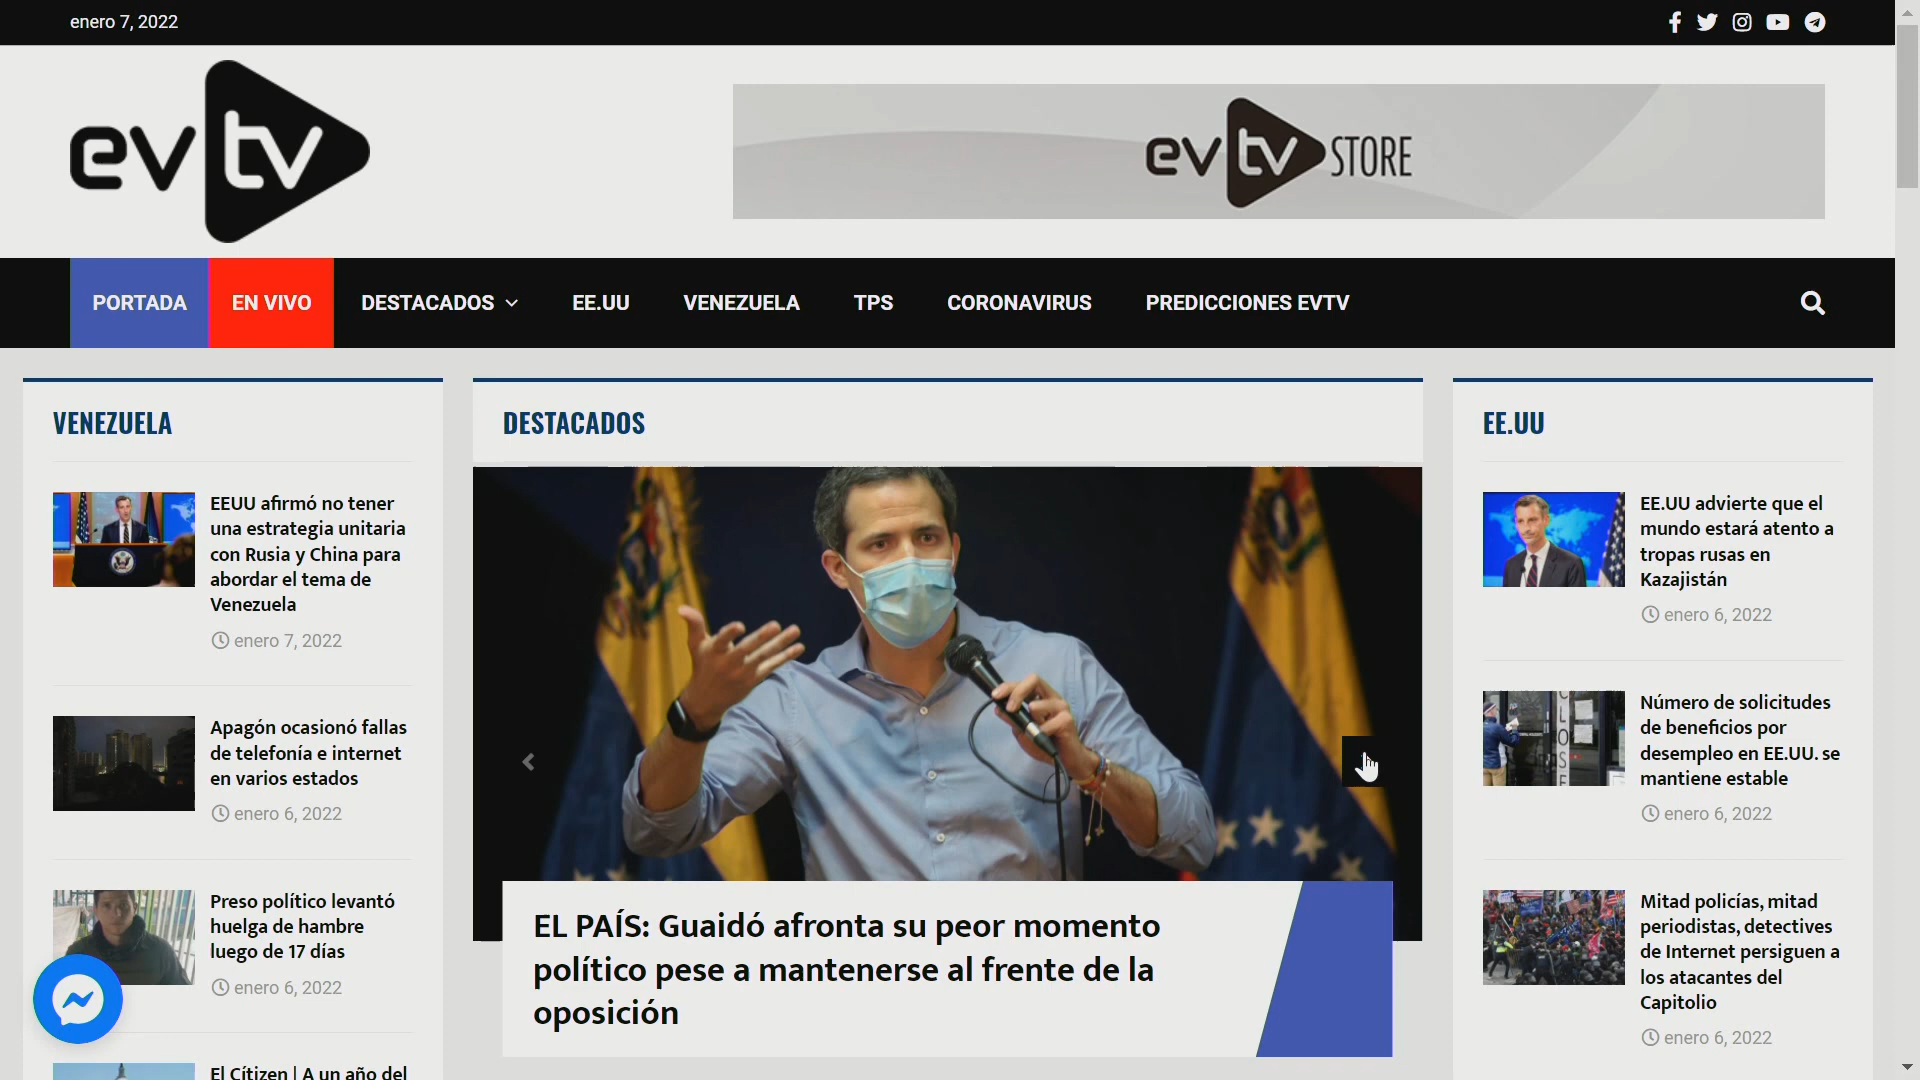 enero 7, 2022
evtv
evtv STORE
PORTADA
EN VIVO
DESTACADOS
EE.UU
VENEZUELA
TPS
CORONAVIRUS
PREDICCIONES EVTV
VENEZUELA
EEUU afirmó no tener
una estrategia unitaria
con Rusia y China para
abordar el tema de
Venezuela
enero 7, 2022
Apagón ocasionó fallas
de telefonía e internet
en varios estados
enero 6, 2022
Preso político levantó
huelga de hambre
luego de 17 días
enero 6, 2022
El Cítizen | A un año del
DESTACADOS
EL PAÍS: Guaidó afronta su peor momento
político pese a mantenerse al frente de la
oposición
EE.UU
EE.UU advierte que el
mundo estará atento a
tropas rusas en
Kazajistán
enero 6, 2022
Número de solicitudes
de beneficios por
desempleo en EE.UU. se
mantiene estable
enero 6, 2022
CLOSE
Mitad policías, mitad
periodistas, detectives
de Internet persiguen a
los atacantes del
Capitolio
enero 6, 2022